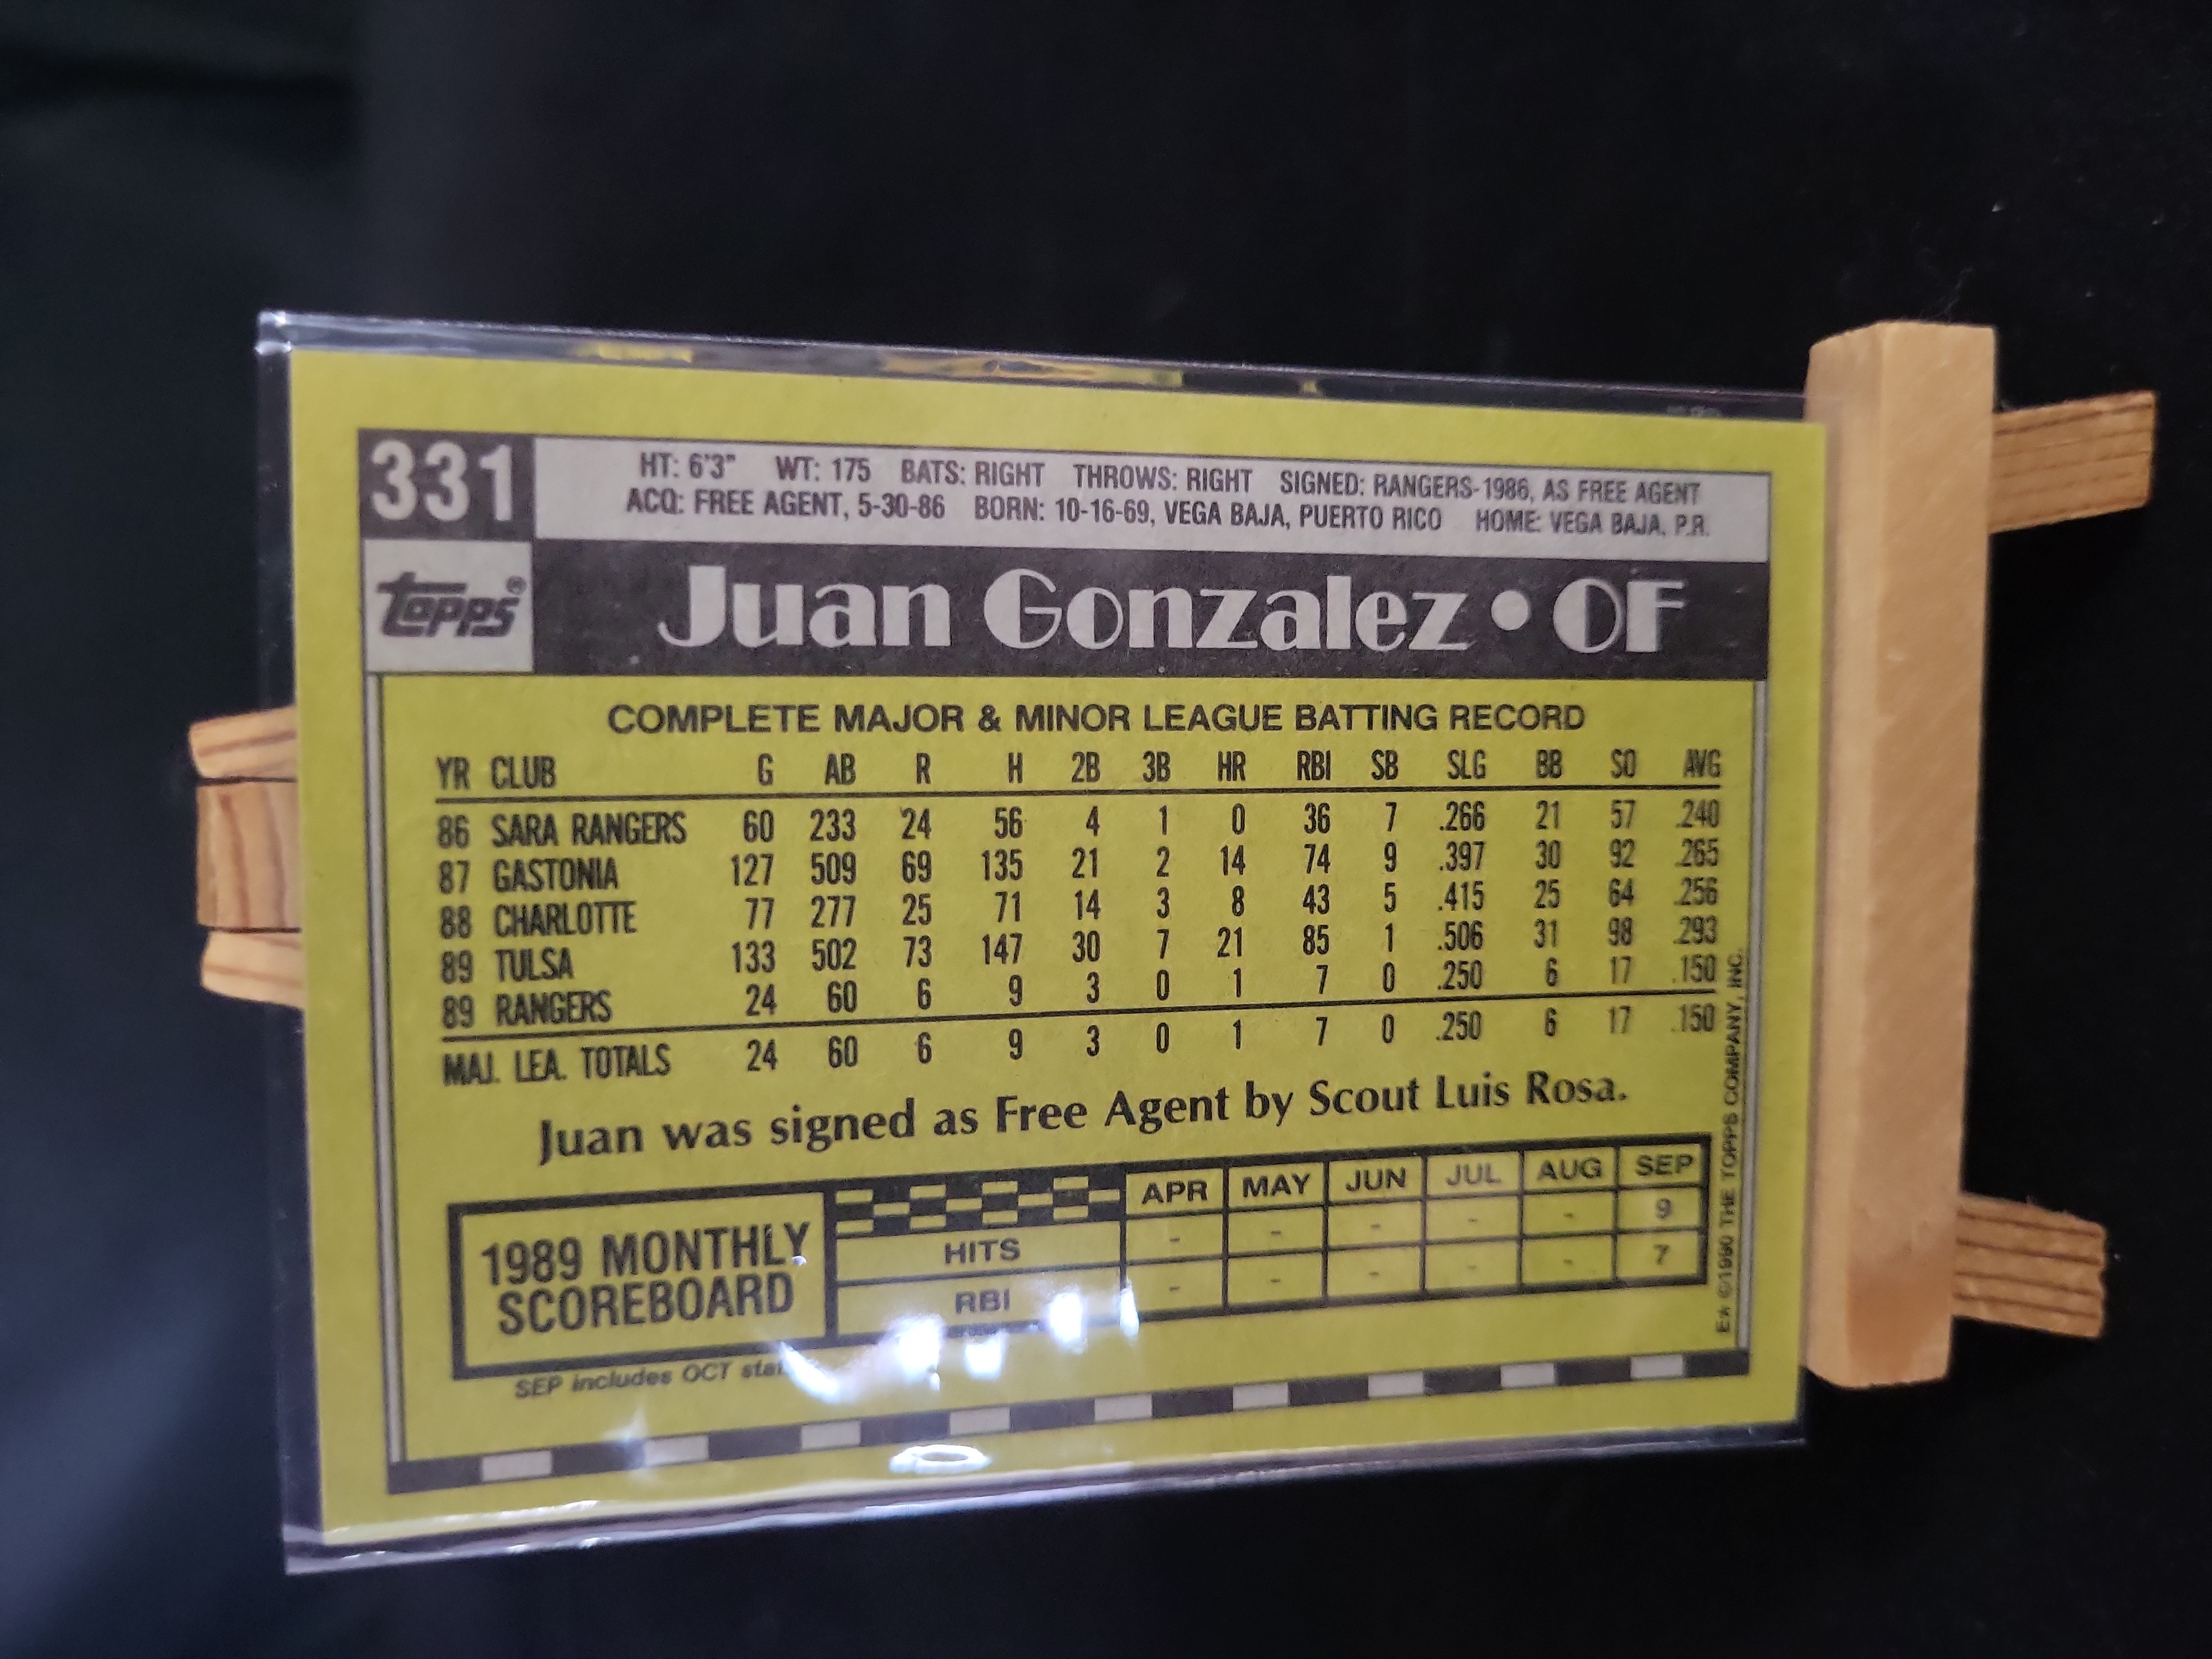 331
HT: 6'3" WT: 175 BATS: RIGHT THROWS: RIGHT SIGNED: RANGERS-1986, AS FREE AGENT
ACQ: FREE AGENT, 5-30-86 BORN: 10-16-69, VEGA BAJA, PUERTO RICO HOME: VEGA BAJA, P.R.
Topps®
Juan Gonzalez • OF
COMPLETE MAJOR & MINOR LEAGUE BATTING RECORD
YR CLUB G AB R H 2B 3B HR RBI SB SLG BB SO AVG
86 SARA RANGERS 60 233 24 56 4 1 0 36 7 .266 21 57 .240
87 GASTONIA 127 509 69 135 21 2 14 74 9 .397 30 92 .265
88 CHARLOTTE 77 277 25 71 14 3 8 43 5 .415 25 64 .256
89 TULSA 133 502 73 147 30 7 21 85 1 .506 31 98 .293
89 RANGERS 24 60 6 9 3 0 1 7 0 .250 6 17 .150
MAJ. LEA. TOTALS 24 60 6 9 3 0 1 7 0 .250 6 17 .150
Juan was signed as Free Agent by Scout Luis Rosa.
1989 MONTHLY
SCOREBOARD
APR MAY JUN JUL AUG SEP
HITS - - - - - 9
RBI - - - - - 7
SEP includes OCT
©1990 THE TOPPS COMPANY, INC.